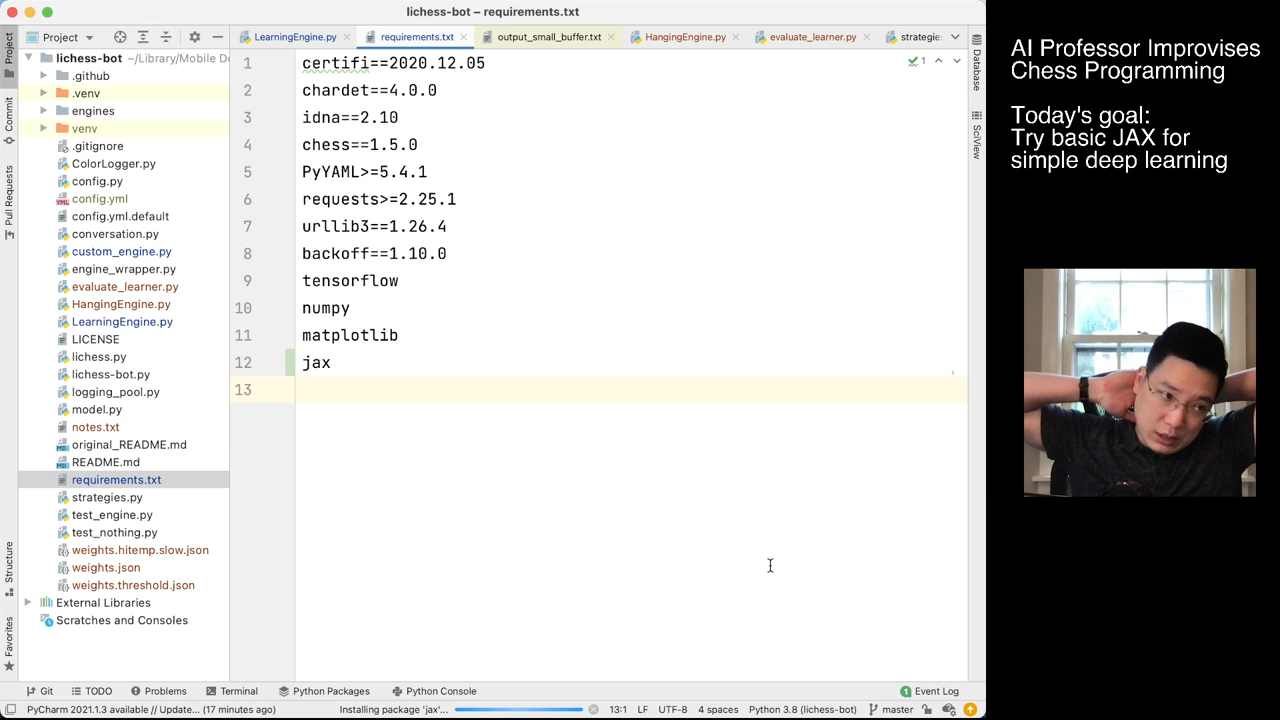 lichess-bot – requirements.txt
Project
LearningEngine.py
requirements.txt
output_small_buffer.txt
HangingEngine.py
evaluate_learner.py
strategie
lichess-bot ~/Library/Mobile Do
.github
.venv
engines
venv
.gitignore
ColorLogger.py
config.py
config.yml
config.yml.default
conversation.py
custom_engine.py
engine_wrapper.py
evaluate_learner.py
HangingEngine.py
LearningEngine.py
LICENSE
lichess.py
lichess-bot.py
logging_pool.py
model.py
notes.txt
original_README.md
README.md
requirements.txt
strategies.py
test_engine.py
test_nothing.py
weights.hitemp.slow.json
weights.json
weights.threshold.json
External Libraries
Scratches and Consoles
Project
Commit
Pull Requests
Structure
Favorites
1 certifi==2020.12.05
2 chardet==4.0.0
3 idna==2.10
4 chess==1.5.0
5 PyYAML>=5.4.1
6 requests>=2.25.1
7 urllib3==1.26.4
8 backoff==1.10.0
9 tensorflow
10 numpy
11 matplotlib
12 jax
13
1
Database
SciView
Git
TODO
Problems
Terminal
Python Packages
Python Console
1 Event Log
PyCharm 2021.1.3 available // Update... (17 minutes ago)
Installing package 'jax'...
13:1
LF
UTF-8
4 spaces
Python 3.8 (lichess-bot)
master
AI Professor Improvises
Chess Programming
Today's goal:
Try basic JAX for
simple deep learning